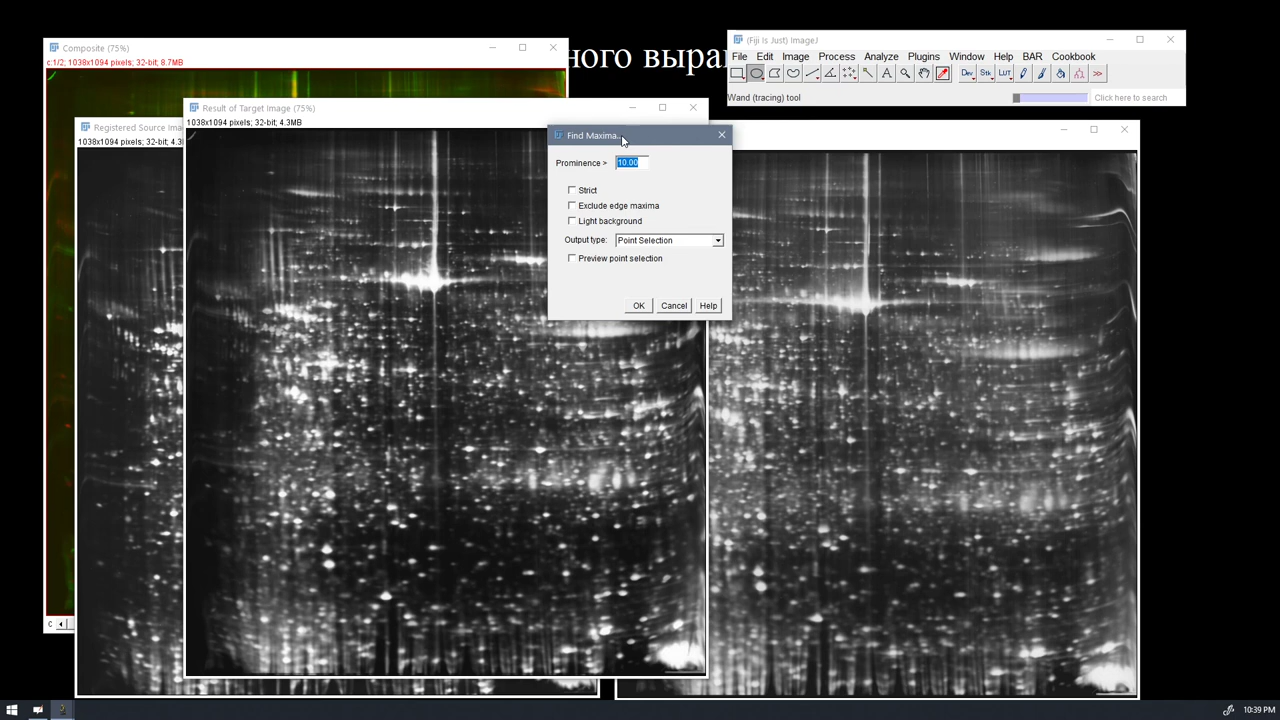 ного выра
Composite (75%)
c:1/2; 1038x1094 pixels; 32-bit; 8.7MB
(Fiji Is Just) ImageJ
File Edit Image Process Analyze Plugins Window Help BAR Cookbook
Dev Stk LUT >>
Wand (tracing) tool
Click here to search
Result of Target Image (75%)
1038x1094 pixels; 32-bit; 4.3MB
Registered Source Ima
1038x1094 pixels; 32-bit; 4.3
Find Maxima...
Prominence > 10.00
Strict
Exclude edge maxima
Light background
Output type: Point Selection
Preview point selection
OK Cancel Help
c
10:39 PM